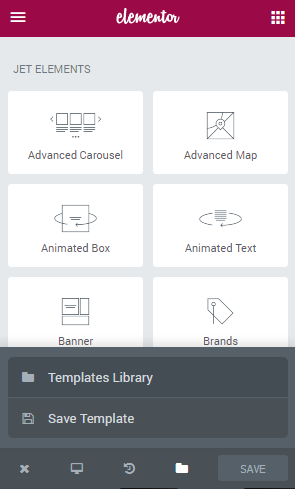 elementor
JET ELEMENTS
Advanced Carousel
Advanced Map
Animated Box
Animated Text
Banner
Brands
Templates Library
Save Template
SAVE